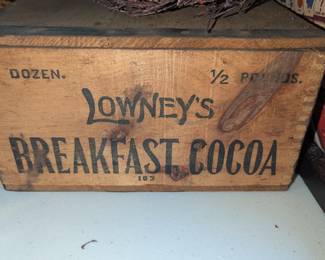 DOZEN. 1/2 POUNDS.
LOWNEY'S
BREAKFAST COCOA